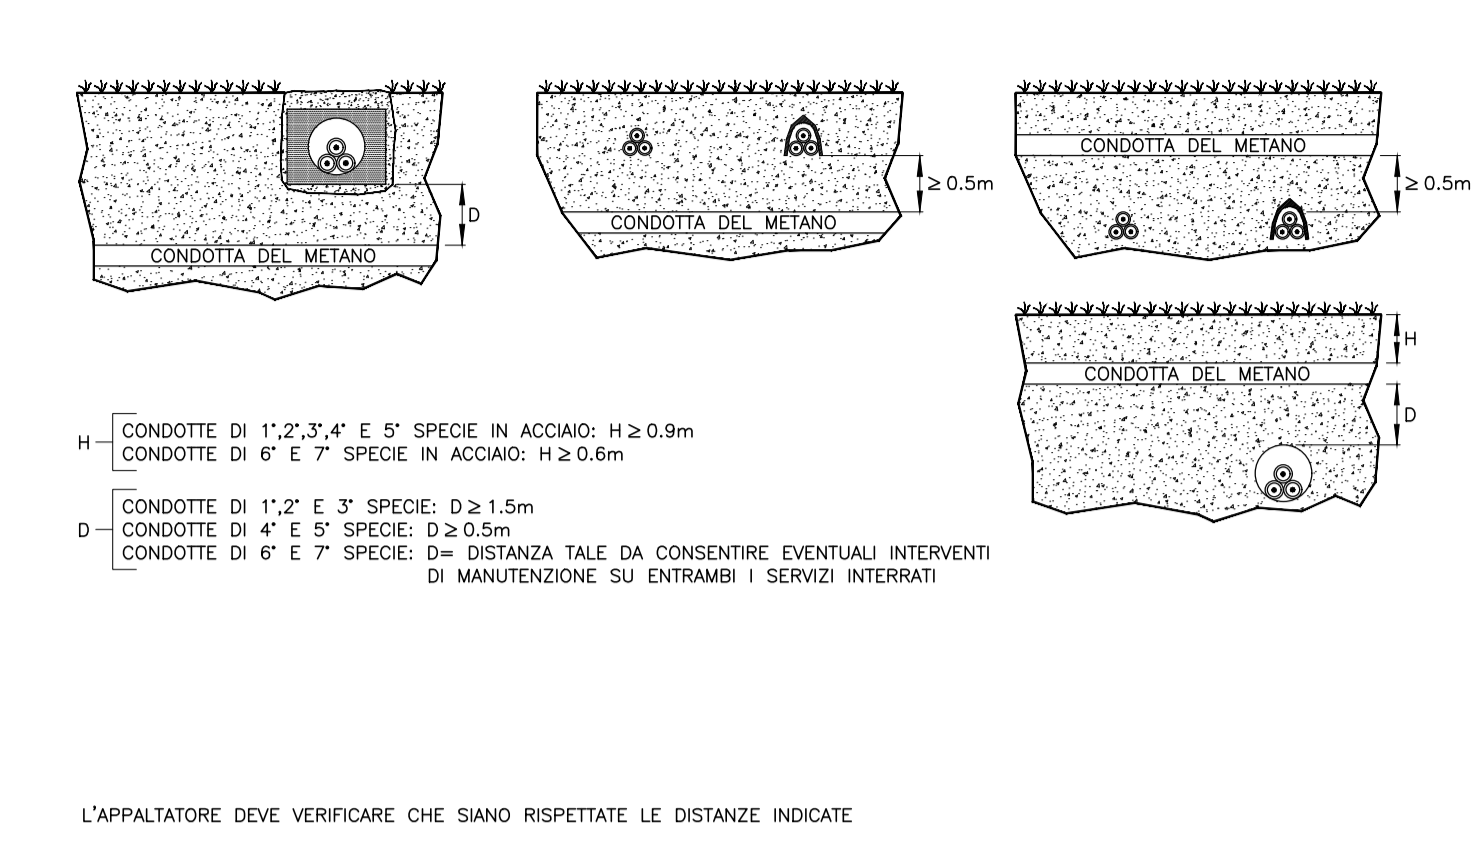 CONDOTTA DEL METANO
D
CONDOTTA DEL METANO
≥ 0.5m
CONDOTTA DEL METANO
≥ 0.5m
CONDOTTA DEL METANO
H
D
H
CONDOTTE DI 1°,2°,3°,4° E 5° SPECIE IN ACCIAIO: H ≥ 0.9m
CONDOTTE DI 6° E 7° SPECIE IN ACCIAIO: H ≥ 0.6m
D
CONDOTTE DI 1°,2° E 3° SPECIE: D ≥ 1.5m
CONDOTTE DI 4° E 5° SPECIE: D ≥ 0.5m
CONDOTTE DI 6° E 7° SPECIE: D= DISTANZA TALE DA CONSENTIRE EVENTUALI INTERVENTI
DI MANUTENZIONE SU ENTRAMBI I SERVIZI INTERRATI
L'APPALTATORE DEVE VERIFICARE CHE SIANO RISPETTATE LE DISTANZE INDICATE